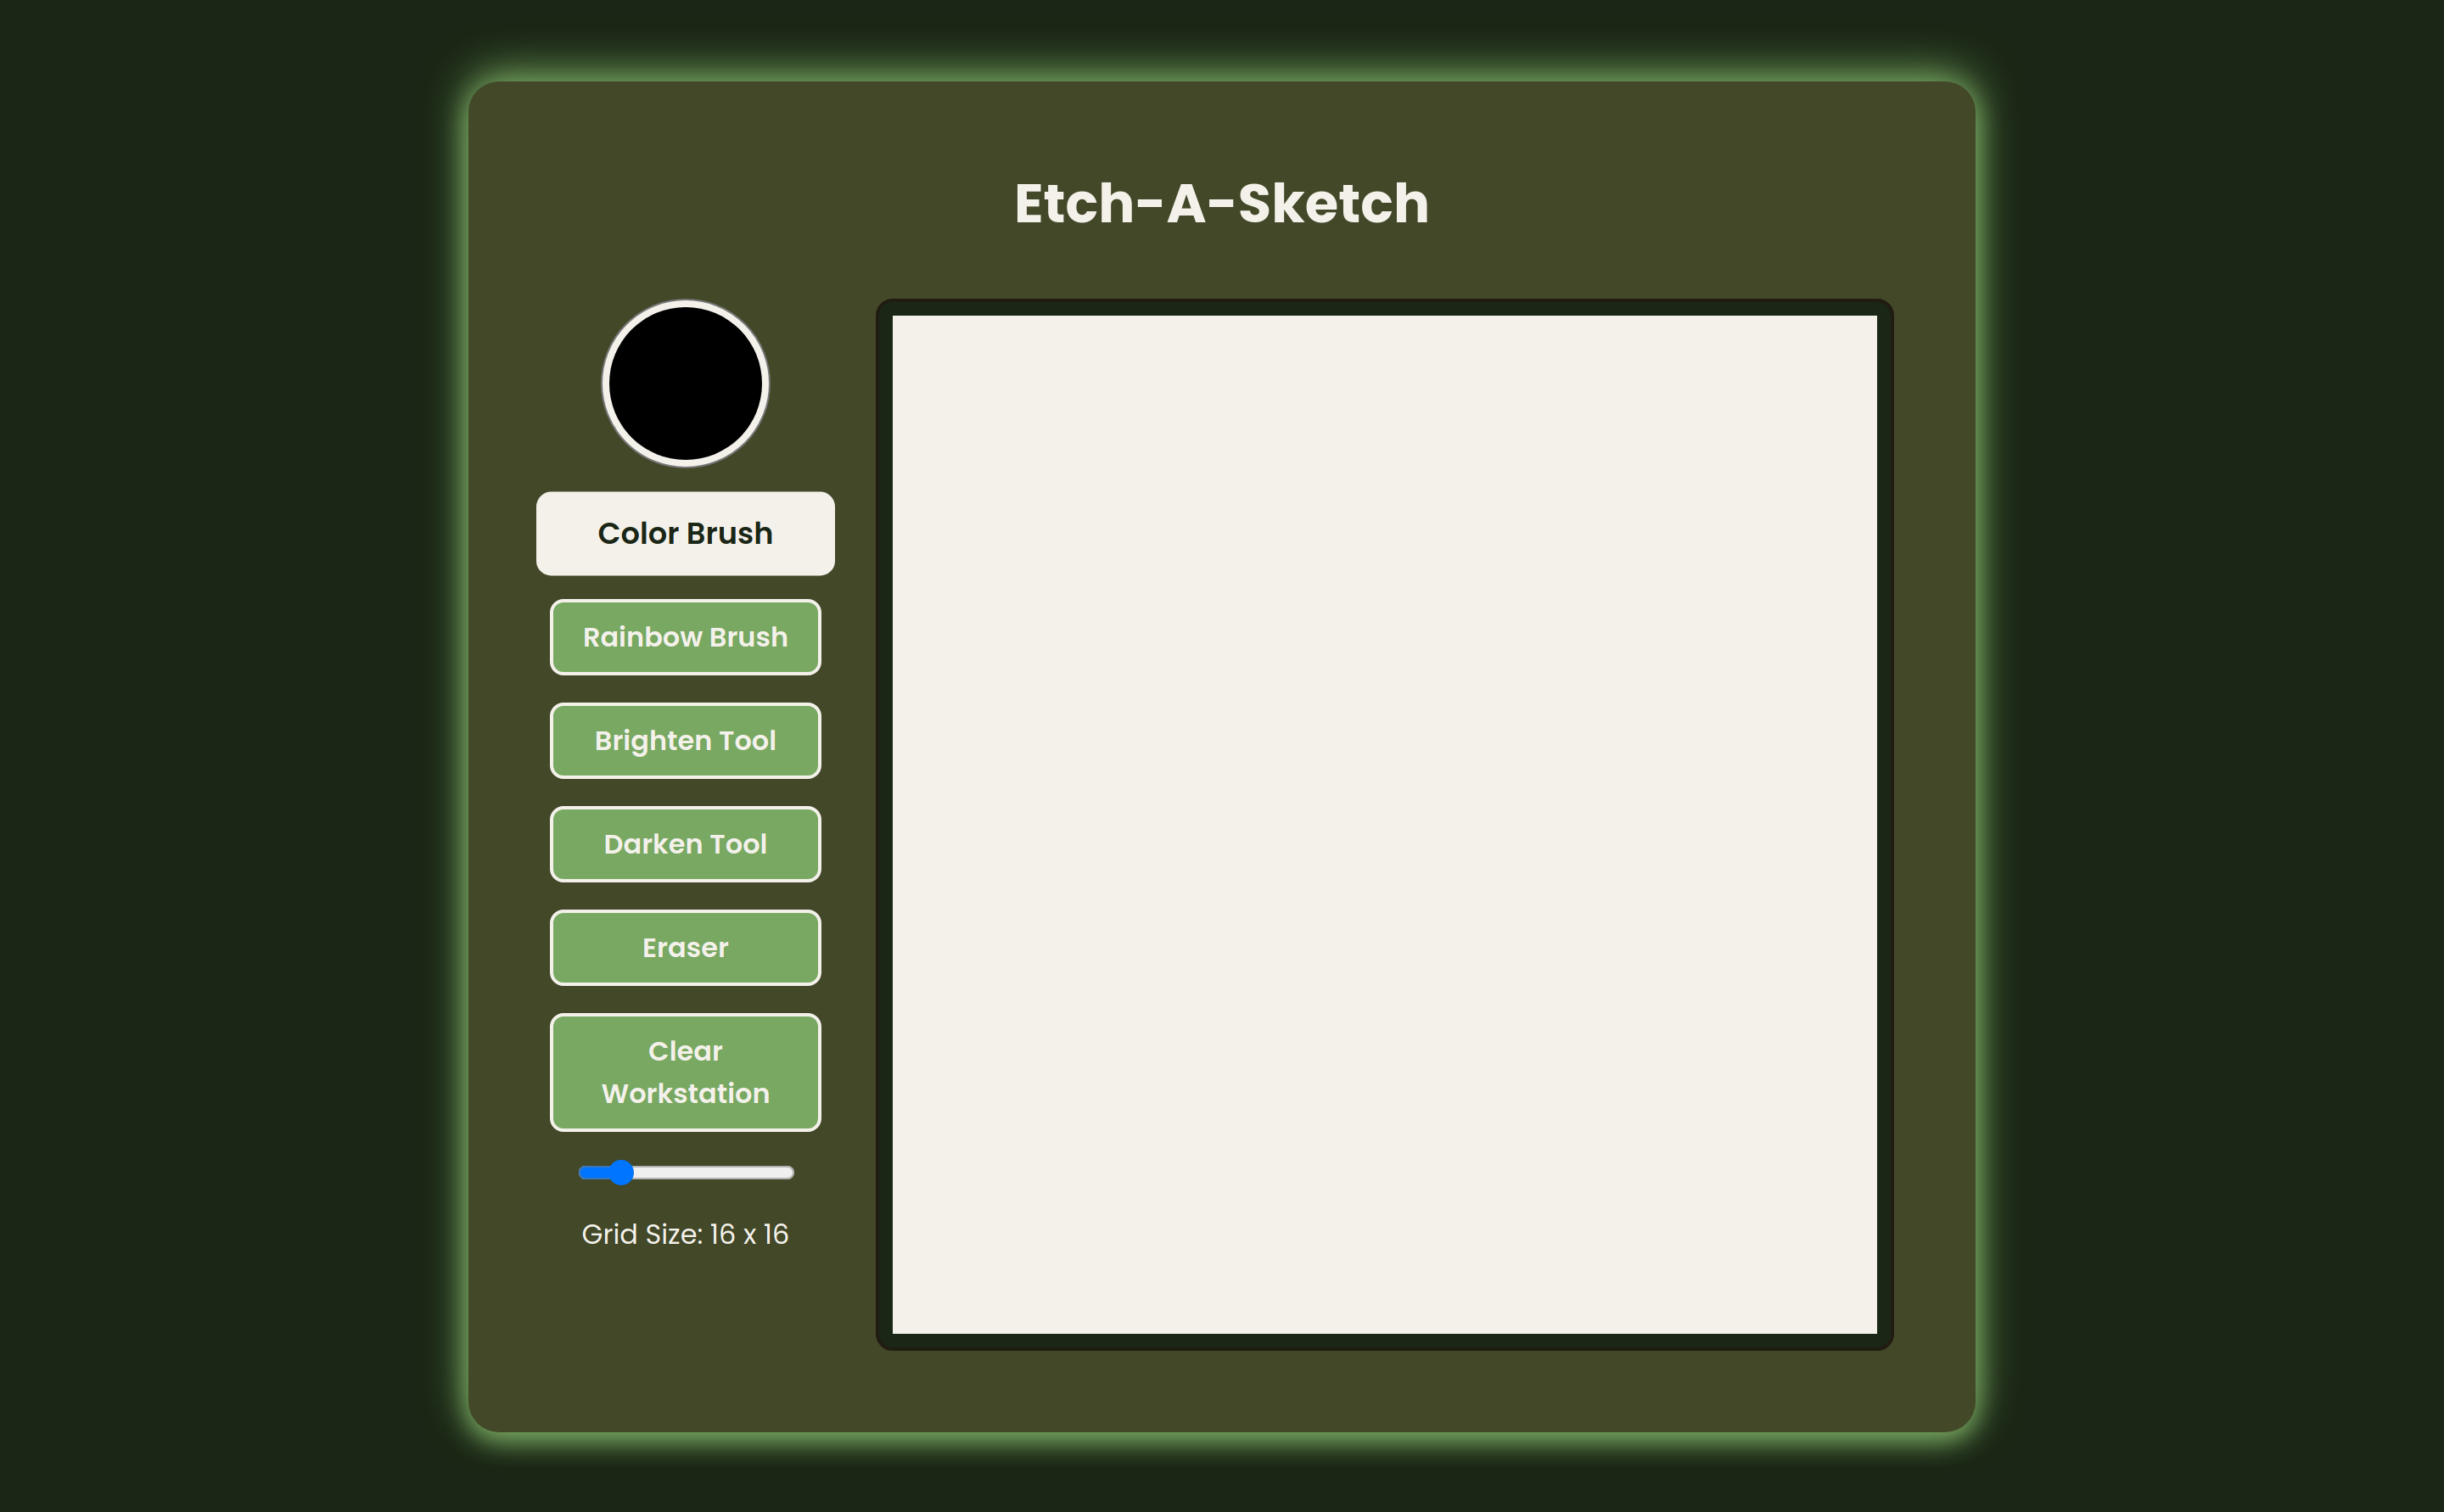 Etch-A-Sketch
Color Brush
Rainbow Brush
Brighten Tool
Darken Tool
Eraser
Clear
Workstation
Grid Size: 16 x 16